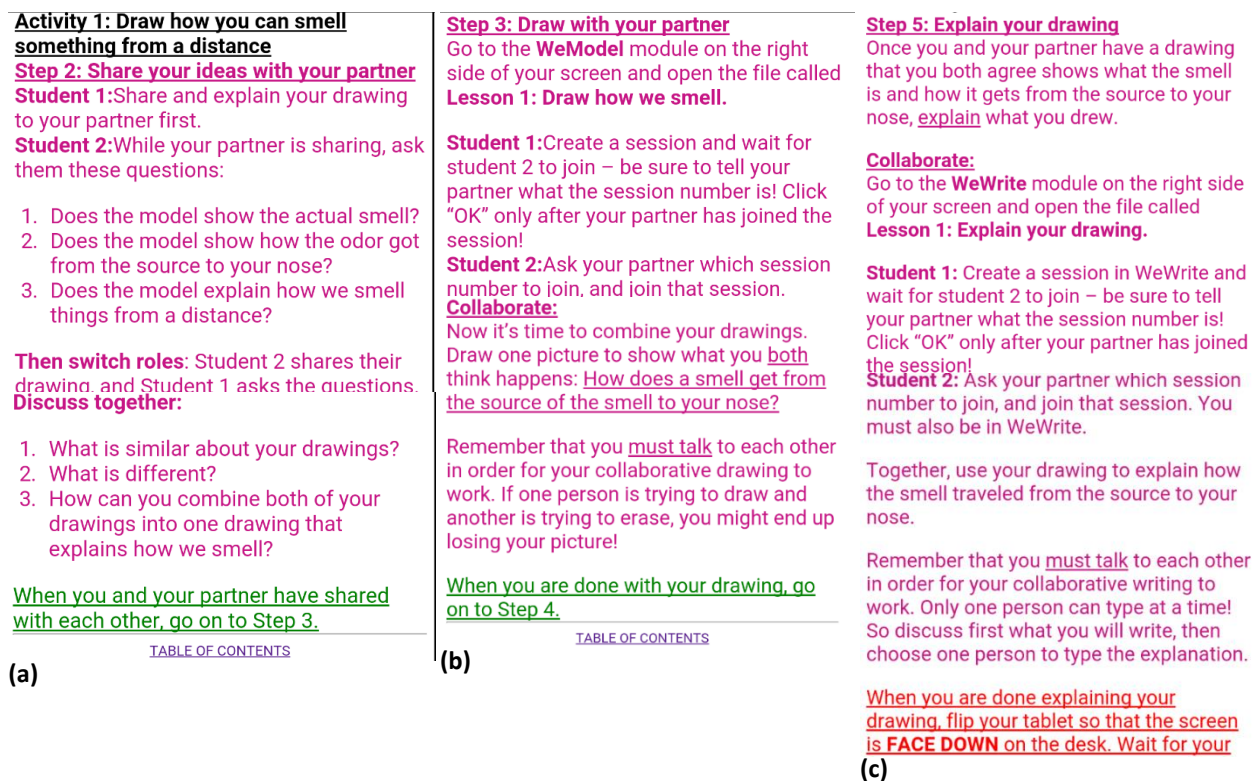 Activity 1: Draw how you can smell
something from a distance
Step 2: Share your ideas with your partner
Student 1:Share and explain your drawing
to your partner first.
Student 2:While your partner is sharing, ask
them these questions:
1. Does the model show the actual smell?
2. Does the model show how the odor got
from the source to your nose?
3. Does the model explain how we smell
things from a distance?
Then switch roles: Student 2 shares their
drawing, and Student 1 asks the questions.
Discuss together:
1. What is similar about your drawings?
2. What is different?
3. How can you combine both of your
drawings into one drawing that
explains how we smell?
When you and your partner have shared
with each other, go on to Step 3.
TABLE OF CONTENTS
(a)
Step 3: Draw with your partner
Go to the WeModel module on the right
side of your screen and open the file called
Lesson 1: Draw how we smell.
Student 1:Create a session and wait for
student 2 to join – be sure to tell your
partner what the session number is! Click
“OK” only after your partner has joined the
session!
Student 2:Ask your partner which session
number to join, and join that session.
Collaborate:
Now it’s time to combine your drawings.
Draw one picture to show what you both
think happens: How does a smell get from
the source of the smell to your nose?
Remember that you must talk to each other
in order for your collaborative drawing to
work. If one person is trying to draw and
another is trying to erase, you might end up
losing your picture!
When you are done with your drawing, go
on to Step 4.
TABLE OF CONTENTS
(b)
Step 5: Explain your drawing
Once you and your partner have a drawing
that you both agree shows what the smell
is and how it gets from the source to your
nose, explain what you drew.
Collaborate:
Go to the WeWrite module on the right side
of your screen and open the file called
Lesson 1: Explain your drawing.
Student 1: Create a session in WeWrite and
wait for student 2 to join – be sure to tell
your partner what the session number is!
Click “OK” only after your partner has joined
the session!
Student 2: Ask your partner which session
number to join, and join that session. You
must also be in WeWrite.
Together, use your drawing to explain how
the smell traveled from the source to your
nose.
Remember that you must talk to each other
in order for your collaborative writing to
work. Only one person can type at a time!
So discuss first what you will write, then
choose one person to type the explanation.
When you are done explaining your
drawing, flip your tablet so that the screen
is FACE DOWN on the desk. Wait for your
(c)